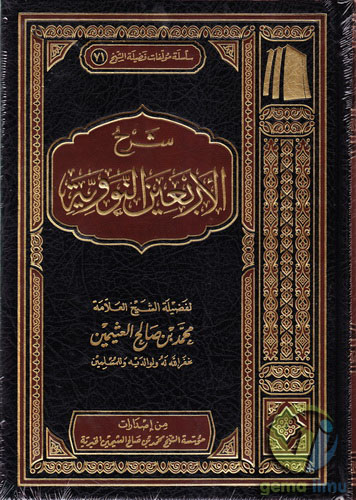 سلسلة مؤلفات فضيلة الشيخ (٧١)
شرح
الأربعين النووية
لفضيلة الشيخ العلامة
محمد بن صالح العثيمين
غفر الله له ولوالديه وللمسلمين
من إصدارات
مؤسسة الشيخ محمد بن صالح العثيمين الخيرية
gema ilmu